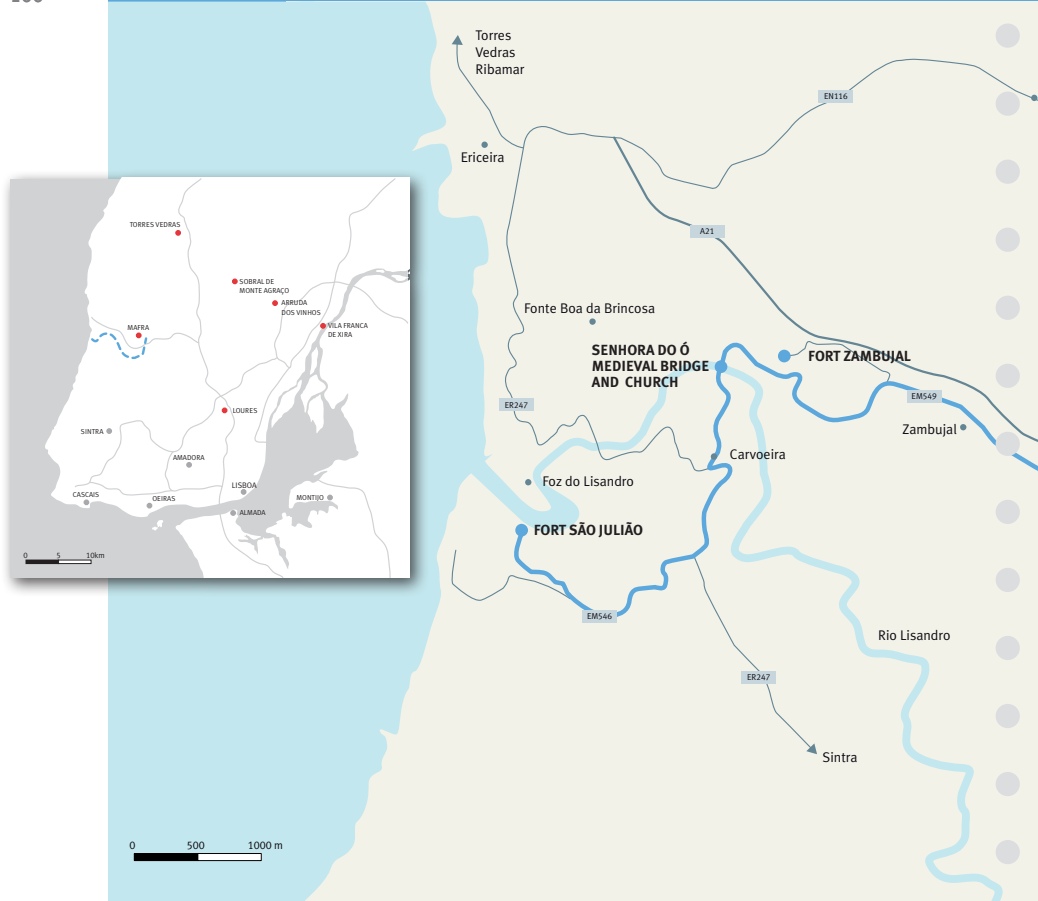 Torres
Vedras
Ribamar
EN116
Ericeira
A21
Fonte Boa da Brincosa
SENHORA DO Ó
MEDIEVAL BRIDGE
AND CHURCH
FORT ZAMBUJAL
ER247
EM549
Zambujal
Carvoeira
Foz do Lisandro
FORT SÃO JULIÃO
EM546
Rio Lisandro
ER247
Sintra
0 500 1000 m
TORRES VEDRAS
SOBRAL DE
MONTE AGRAÇO
ARRUDA
DOS VINHOS
VILA FRANCA
DE XIRA
MAFRA
LOURES
SINTRA
AMADORA
LISBOA
CASCAIS
OEIRAS
MONTIJO
ALMADA
0 5 10km